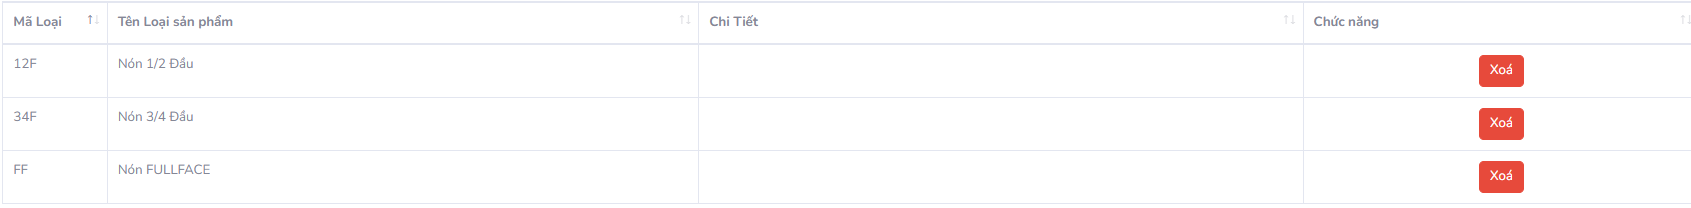 Mã Loại Tên Loại sản phẩm Chi Tiết Chức năng
12F Nón 1/2 Đầu Xoá
34F Nón 3/4 Đầu Xoá
FF Nón FULLFACE Xoá